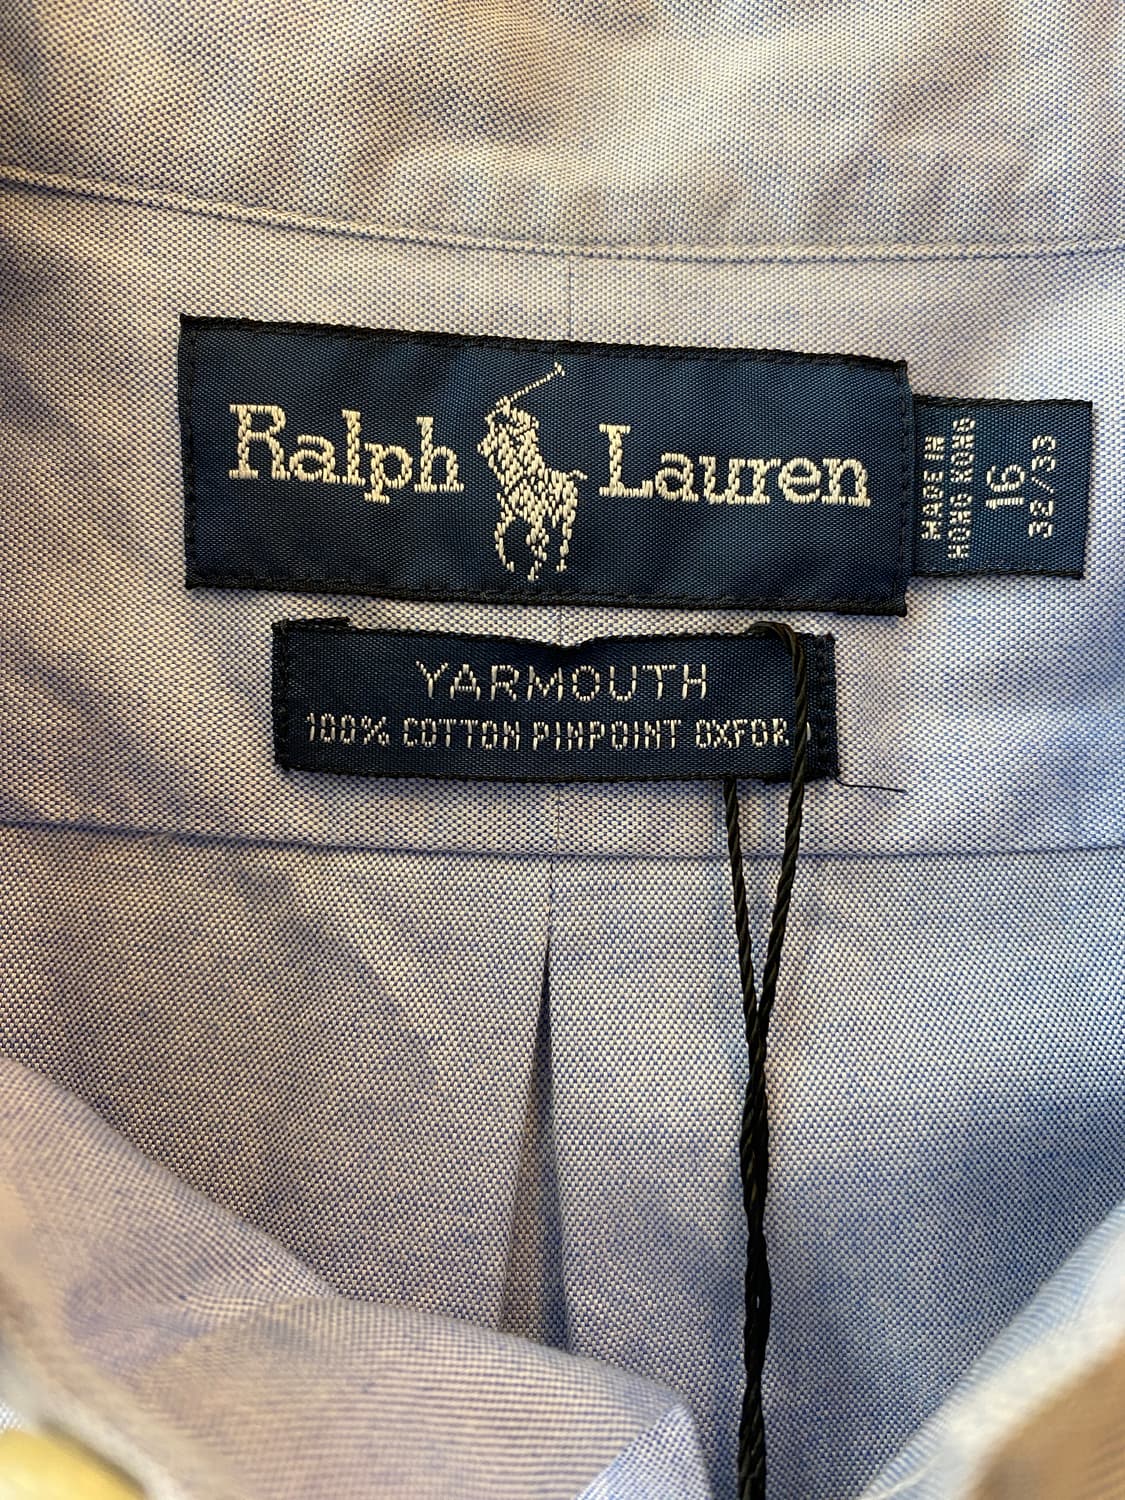 Ralph Lauren
MADE IN
HONG KONG
16
32/33
YARMOUTH
100% COTTON PINPOINT OXFOR